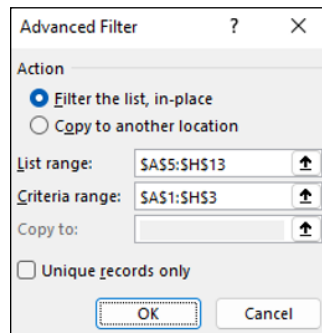 Advanced Filter ? ×
Action
Filter the list, in-place
Copy to another location
List range: $A$5:$H$13
Criteria range: $A$1:$H$3
Copy to:
Unique records only
OK Cancel